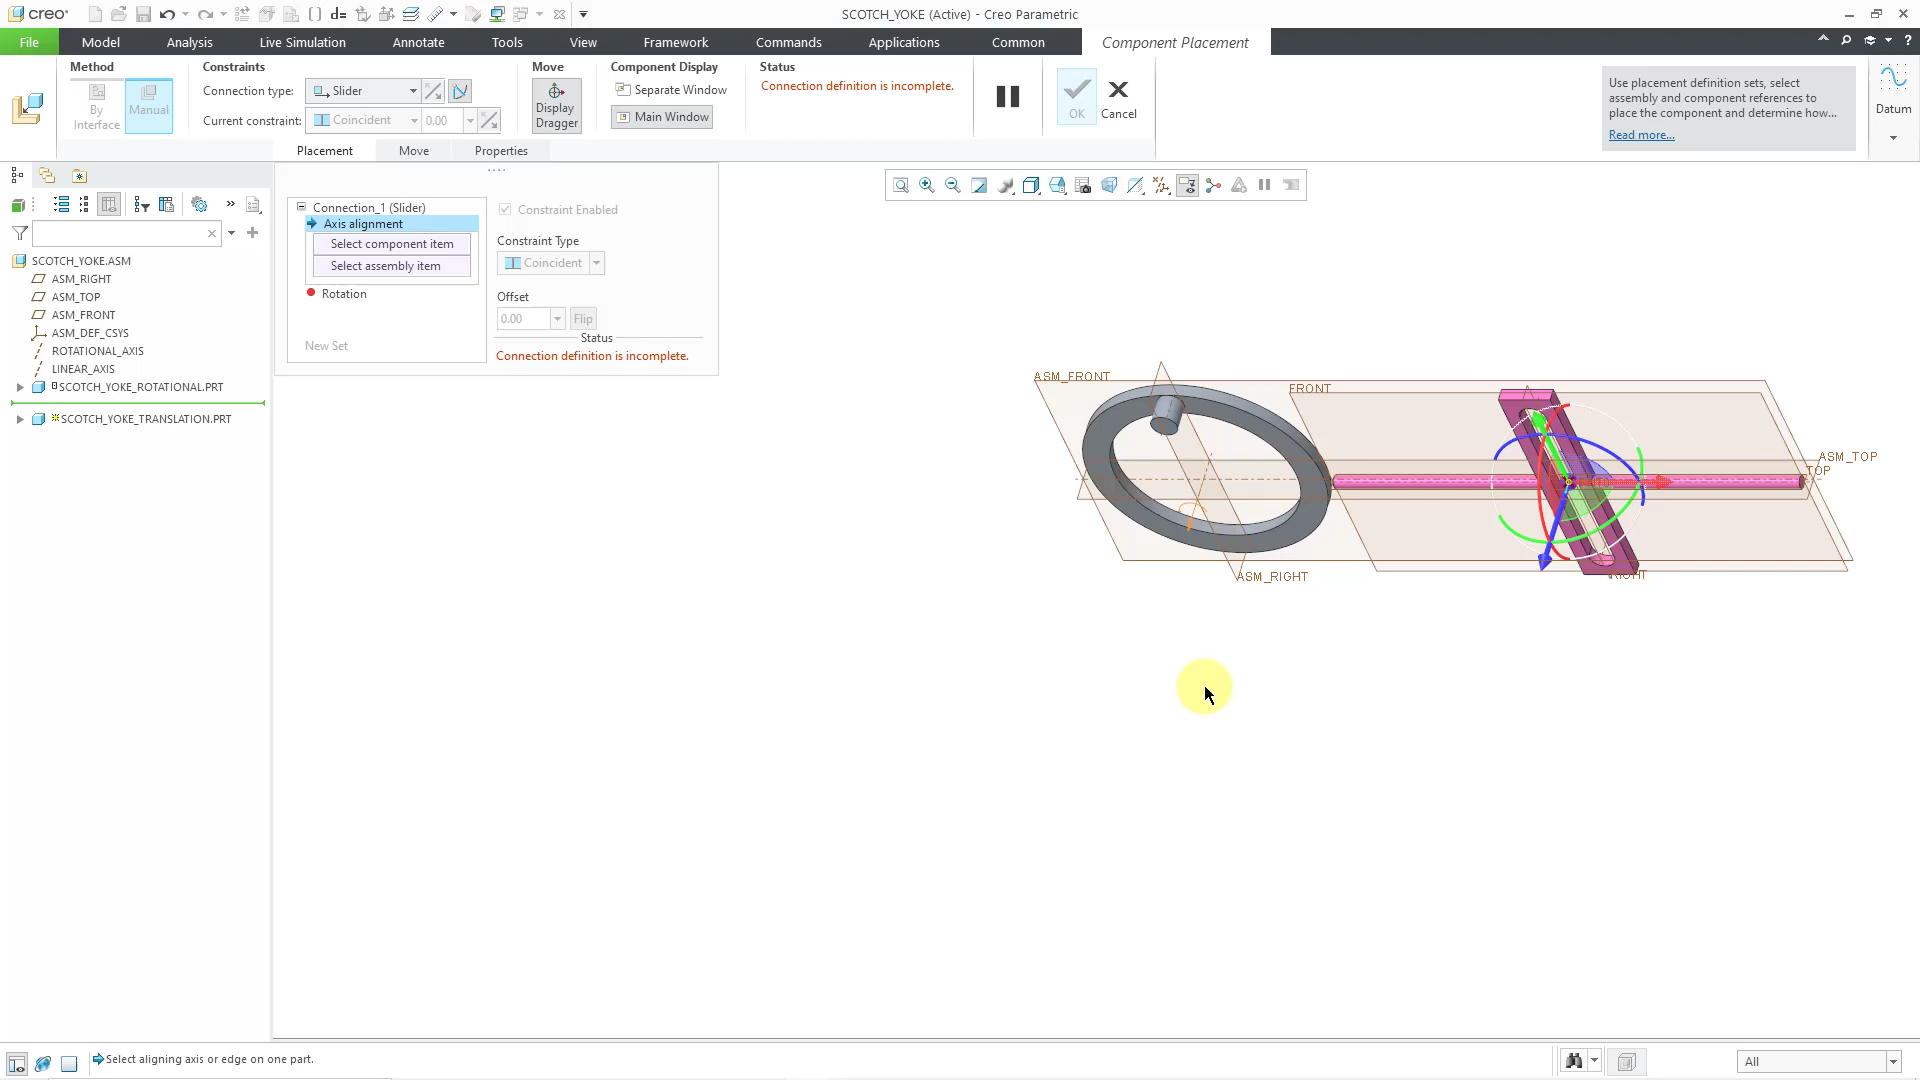 creo
SCOTCH_YOKE (Active) - Creo Parametric
File
Model
Analysis
Live Simulation
Annotate
Tools
View
Framework
Commands
Applications
Common
Component Placement
Method
Constraints
Move
Component Display
Status
By Interface
Manual
Connection type:
Slider
Current constraint:
Coincident
0.00
Display Dragger
Separate Window
Main Window
Connection definition is incomplete.
OK
Cancel
Use placement definition sets, select
assembly and component references to
place the component and determine how...
Read more...
Datum
Placement
Move
Properties
Connection_1 (Slider)
Axis alignment
Select component item
Select assembly item
Rotation
New Set
Constraint Enabled
Constraint Type
Coincident
Offset
0.00
Flip
Status
Connection definition is incomplete.
SCOTCH_YOKE.ASM
ASM_RIGHT
ASM_TOP
ASM_FRONT
ASM_DEF_CSYS
ROTATIONAL_AXIS
LINEAR_AXIS
SCOTCH_YOKE_ROTATIONAL.PRT
SCOTCH_YOKE_TRANSLATION.PRT
ASM_FRONT
FRONT
ASM_TOP
TOP
ASM_RIGHT
RIGHT
Select aligning axis or edge on one part.
All